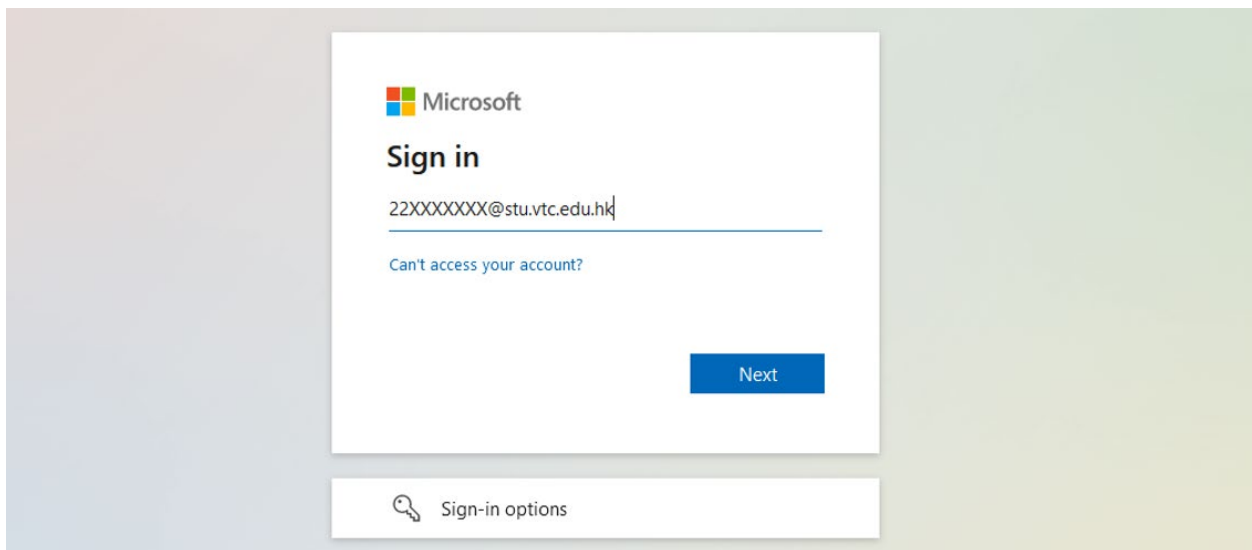 Microsoft
Sign in
22XXXXXXX@stu.vtc.edu.hk
Can't access your account?
Next
Sign-in options